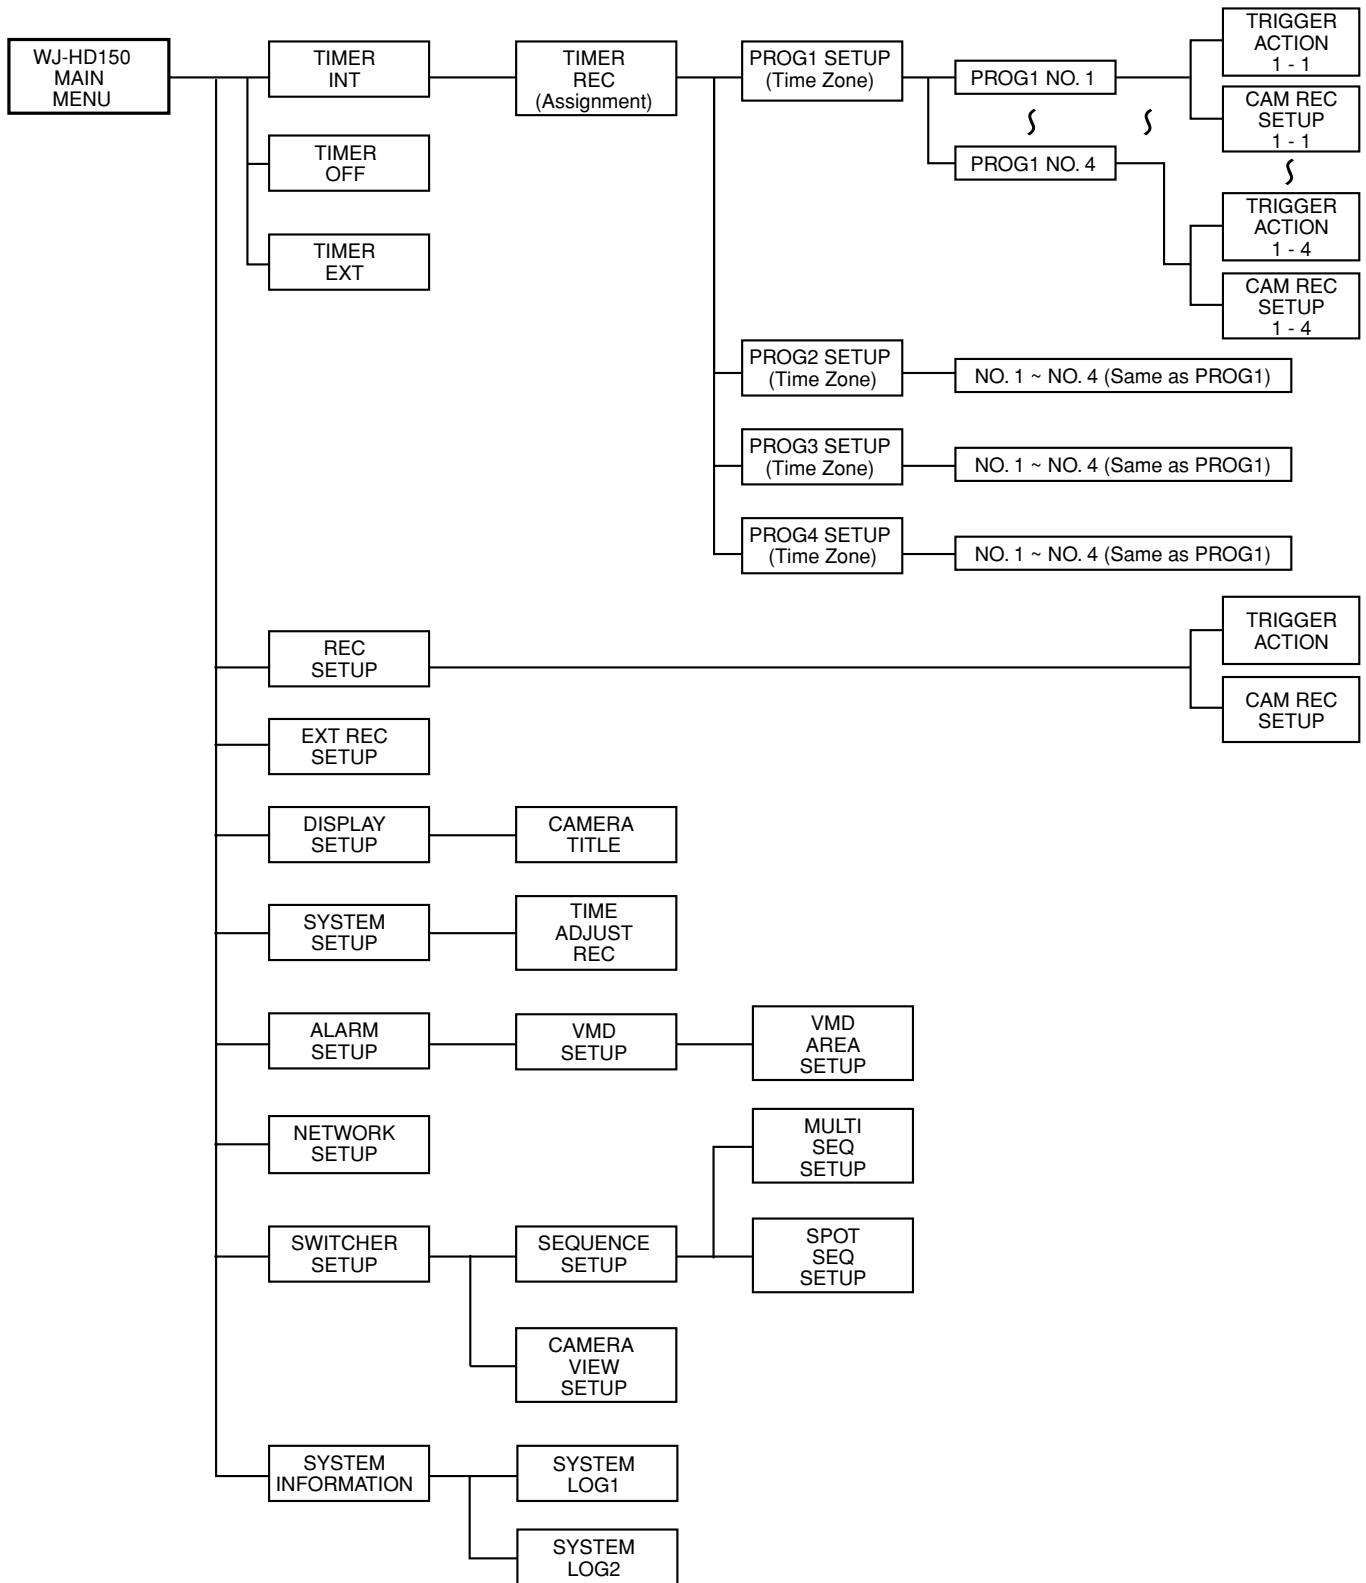 WJ-HD150
MAIN
MENU
TIMER
INT
TIMER
REC
(Assignment)
PROG1 SETUP
(Time Zone)
PROG1 NO. 1
TRIGGER
ACTION
1 - 1
CAM REC
SETUP
1 - 1
TIMER
OFF
PROG1 NO. 4
TRIGGER
ACTION
1 - 4
CAM REC
SETUP
1 - 4
TIMER
EXT
PROG2 SETUP
(Time Zone)
NO. 1 ~ NO. 4 (Same as PROG1)
PROG3 SETUP
(Time Zone)
NO. 1 ~ NO. 4 (Same as PROG1)
PROG4 SETUP
(Time Zone)
NO. 1 ~ NO. 4 (Same as PROG1)
REC
SETUP
TRIGGER
ACTION
CAM REC
SETUP
EXT REC
SETUP
DISPLAY
SETUP
CAMERA
TITLE
SYSTEM
SETUP
TIME
ADJUST
REC
ALARM
SETUP
VMD
SETUP
VMD
AREA
SETUP
NETWORK
SETUP
MULTI
SEQ
SETUP
SWITCHER
SETUP
SEQUENCE
SETUP
SPOT
SEQ
SETUP
CAMERA
VIEW
SETUP
SYSTEM
INFORMATION
SYSTEM
LOG1
SYSTEM
LOG2